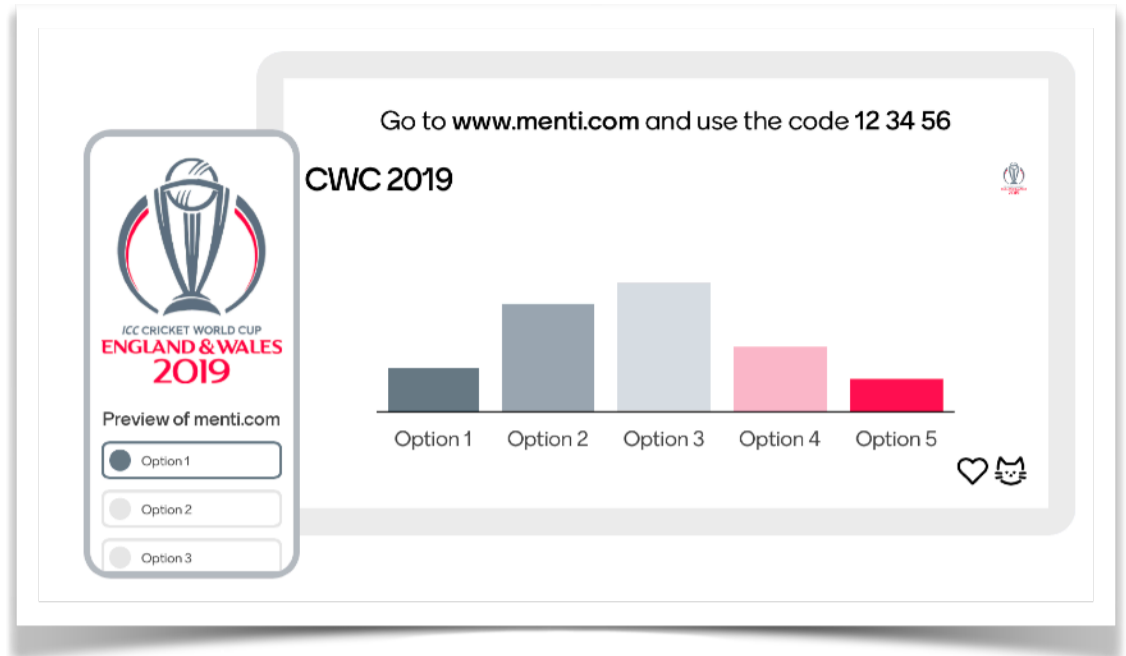 Go to www.menti.com and use the code 12 34 56
CWC 2019
Option 1
Option 2
Option 3
Option 4
Option 5
ICC CRICKET WORLD CUP
ENGLAND & WALES
2019
Preview of menti.com
Option 1
Option 2
Option 3